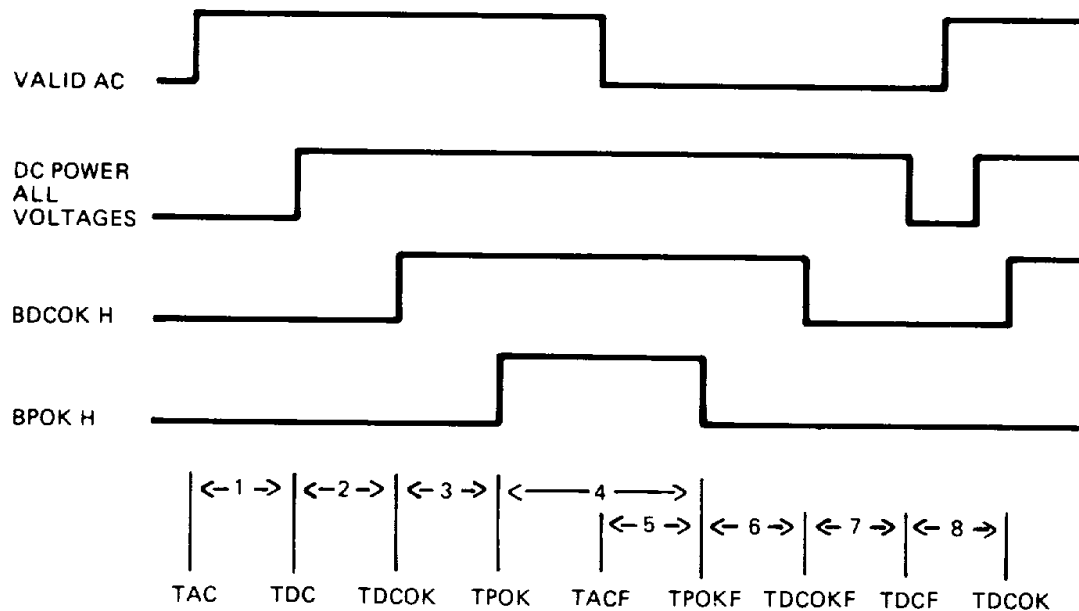 VALID AC
DC POWER
ALL
VOLTAGES
BDCOK H
BPOK H
1 2 3 4
5 6 7 8
TAC TDC TDCOK TPOK TACF TPOKF TDCOKF TDCF TDCOK